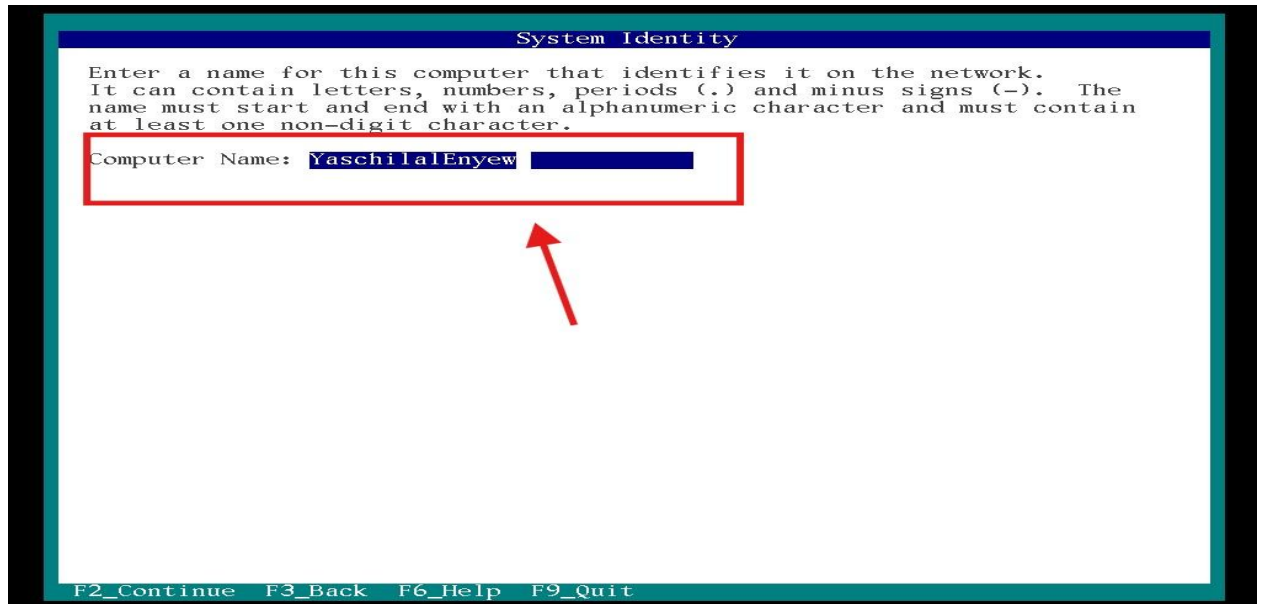 System Identity
Enter a name for this computer that identifies it on the network.
It can contain letters, numbers, periods (.) and minus signs (-).  The
name must start and end with an alphanumeric character and must contain
at least one non-digit character.
Computer Name: YaschilalEnyew
F2_Continue  F3_Back  F6_Help  F9_Quit